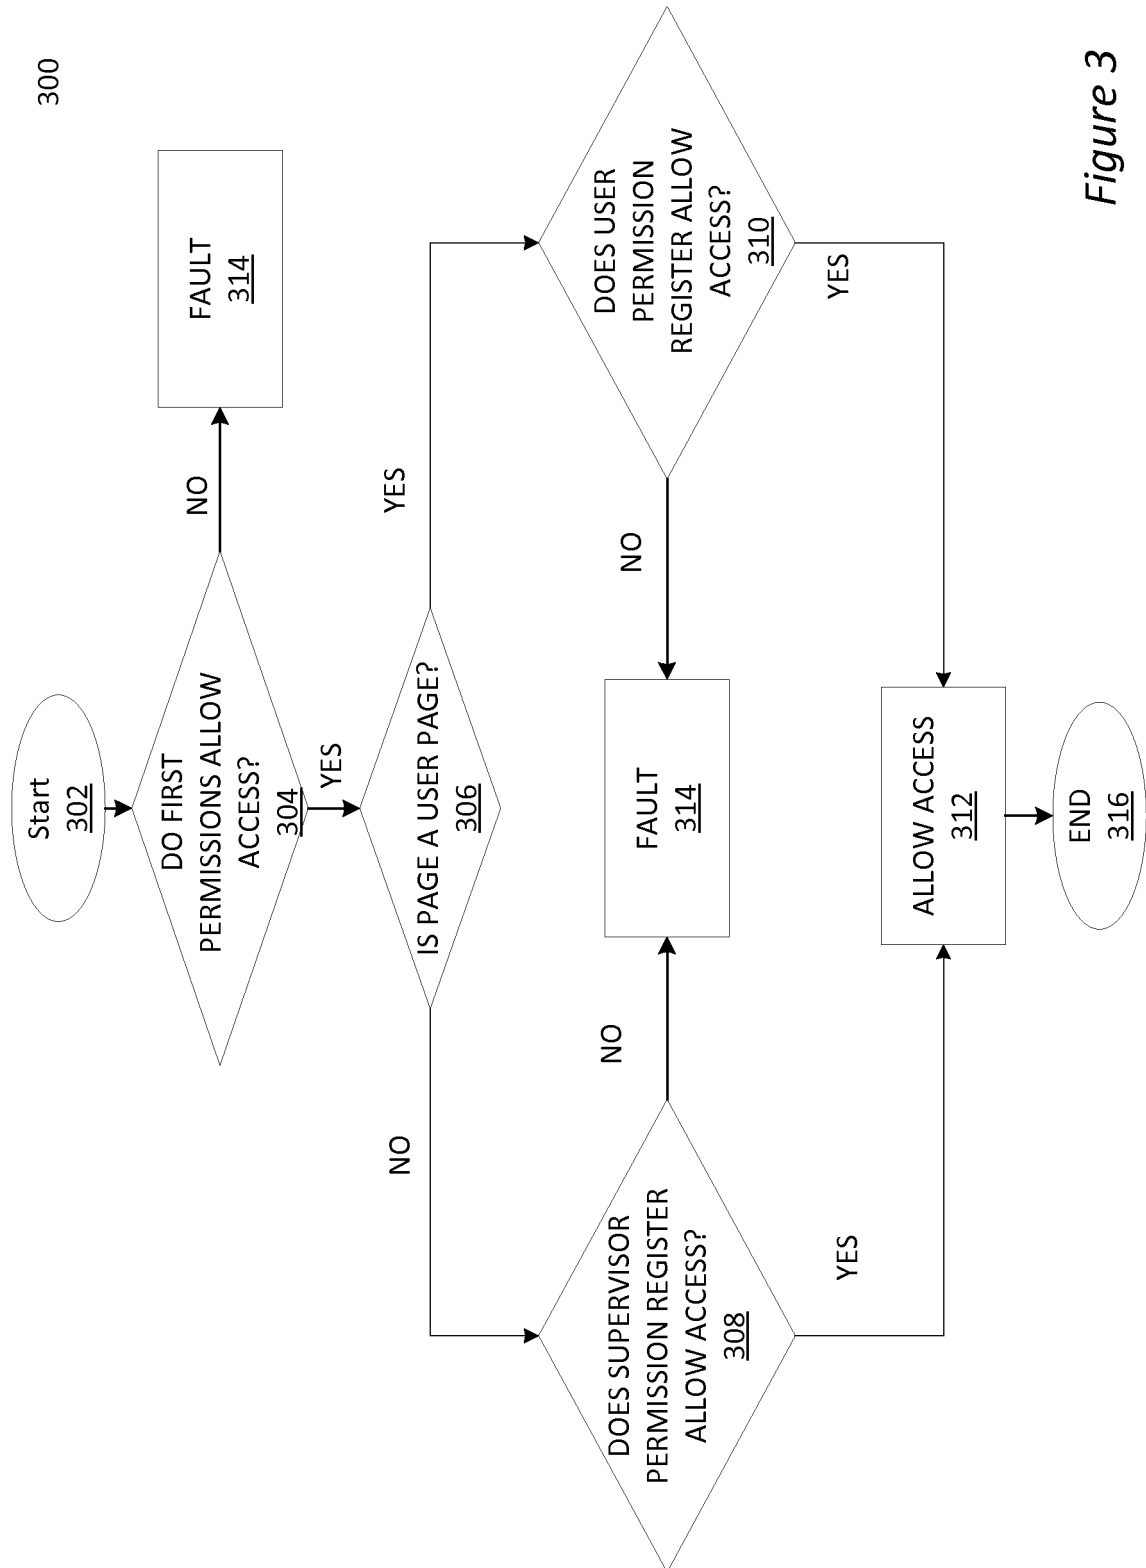 300
Start
302
DO FIRST
PERMISSIONS ALLOW
ACCESS?
304
NO
FAULT
314
YES
IS PAGE A USER PAGE?
306
NO
YES
DOES SUPERVISOR
PERMISSION REGISTER
ALLOW ACCESS?
308
NO
FAULT
314
NO
DOES USER
PERMISSION
REGISTER ALLOW
ACCESS?
310
YES
YES
ALLOW ACCESS
312
END
316
Figure 3